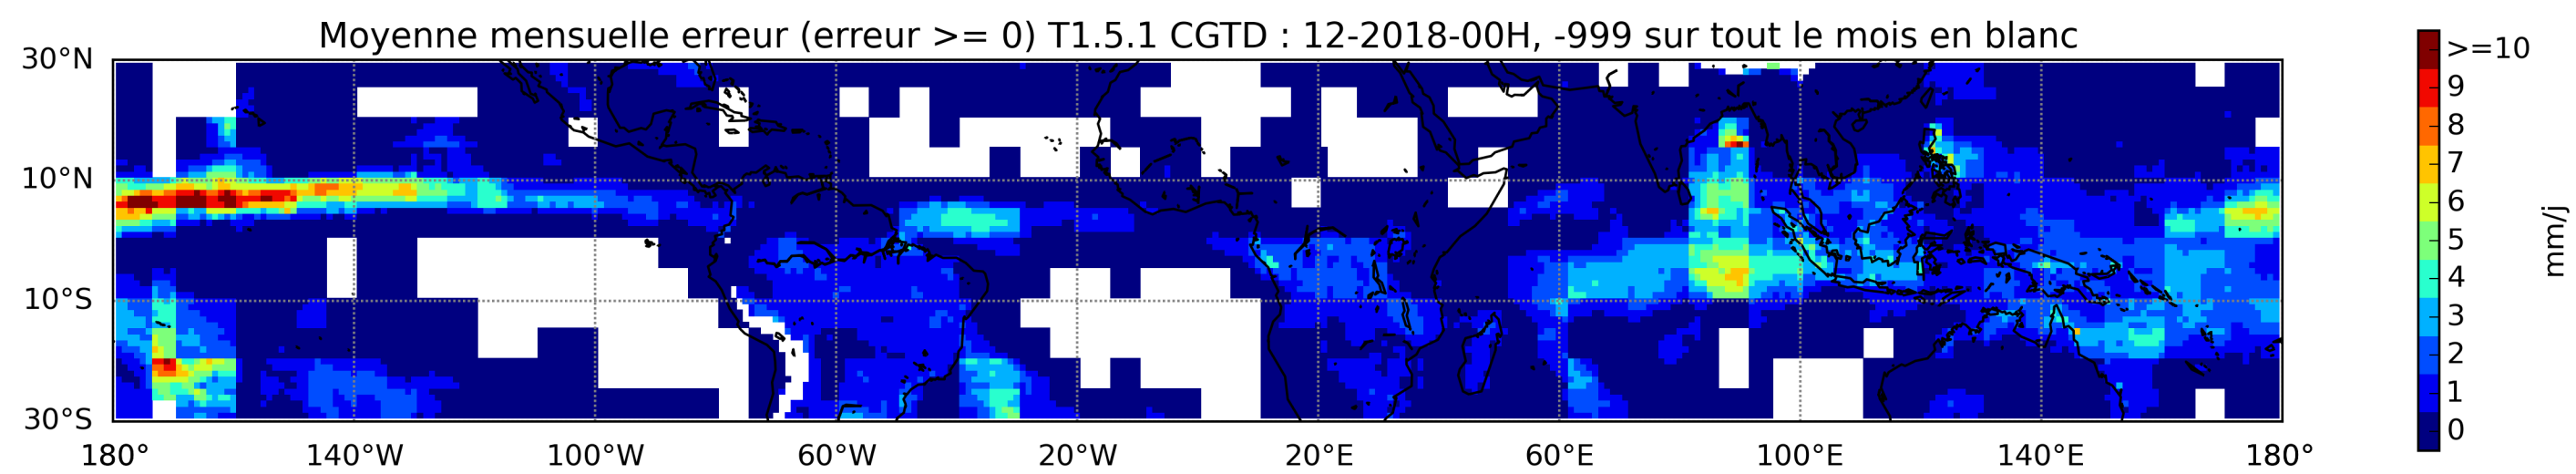 Moyenne mensuelle erreur (erreur >= 0) T1.5.1 CGTD : 12-2018-00H, -999 sur tout le mois en blanc
30°N
10°N
10°S
30°S
180°
140°W
100°W
60°W
20°W
20°E
60°E
100°E
140°E
180°
>=10
9
8
7
6
5
4
3
2
1
0
mm/j